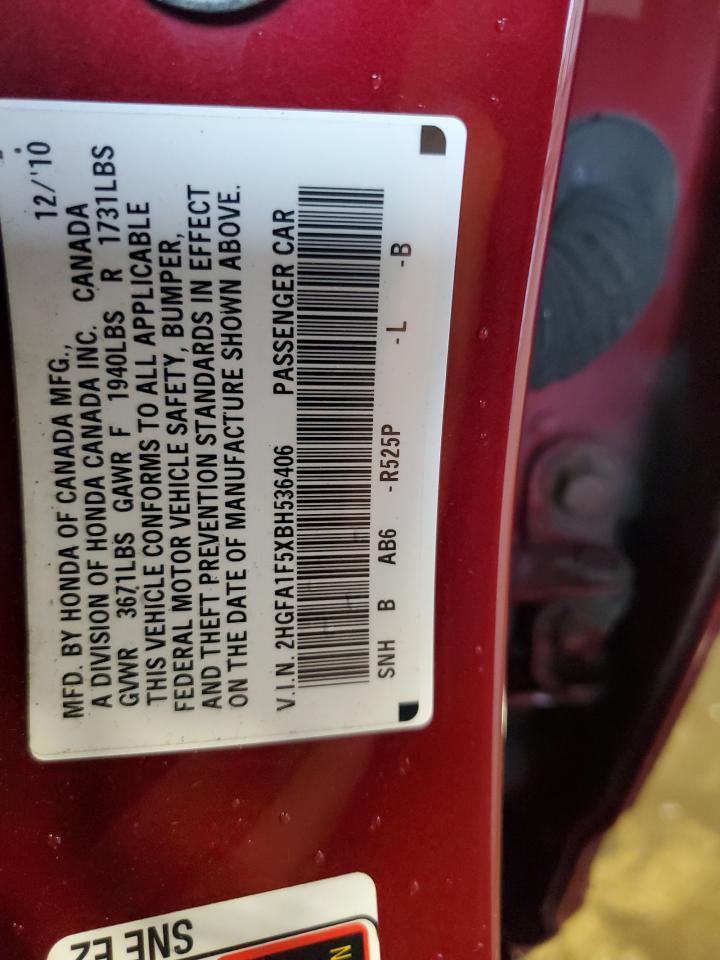 12/'10
MFD. BY HONDA OF CANADA MFG.,
A DIVISION OF HONDA CANADA INC. CANADA
GVWR 3671LBS GAWR F 1940LBS R 1731LBS
THIS VEHICLE CONFORMS TO ALL APPLICABLE
FEDERAL MOTOR VEHICLE SAFETY, BUMPER,
AND THEFT PREVENTION STANDARDS IN EFFECT
ON THE DATE OF MANUFACTURE SHOWN ABOVE.
V.I.N. 2HGFA1F5XBH536406 PASSENGER CAR
SNH B AB6 -R525P -L -B
SNE